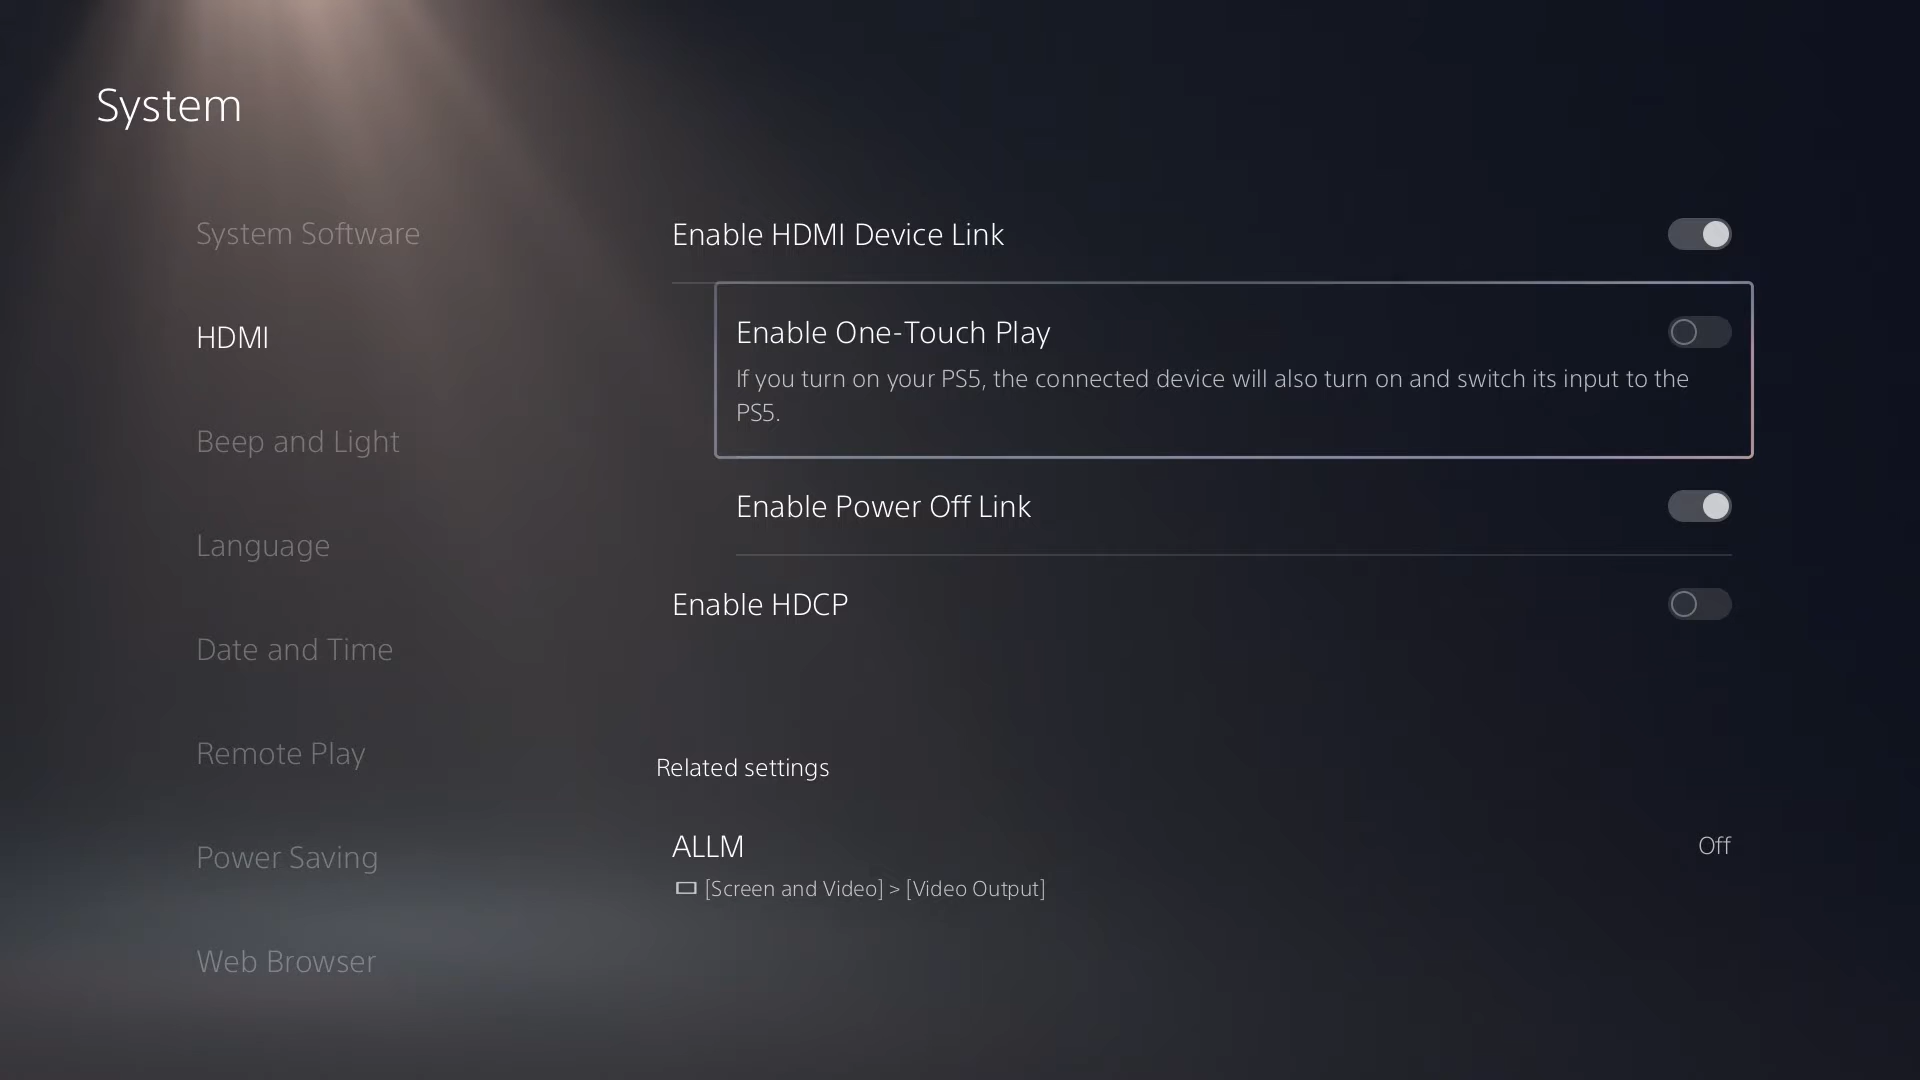 System
System Software
HDMI
Beep and Light
Language
Date and Time
Remote Play
Power Saving
Web Browser
Enable HDMI Device Link
Enable One-Touch Play
If you turn on your PS5, the connected device will also turn on and switch its input to the
PS5.
Enable Power Off Link
Enable HDCP
Related settings
ALLM
Off
[Screen and Video] > [Video Output]